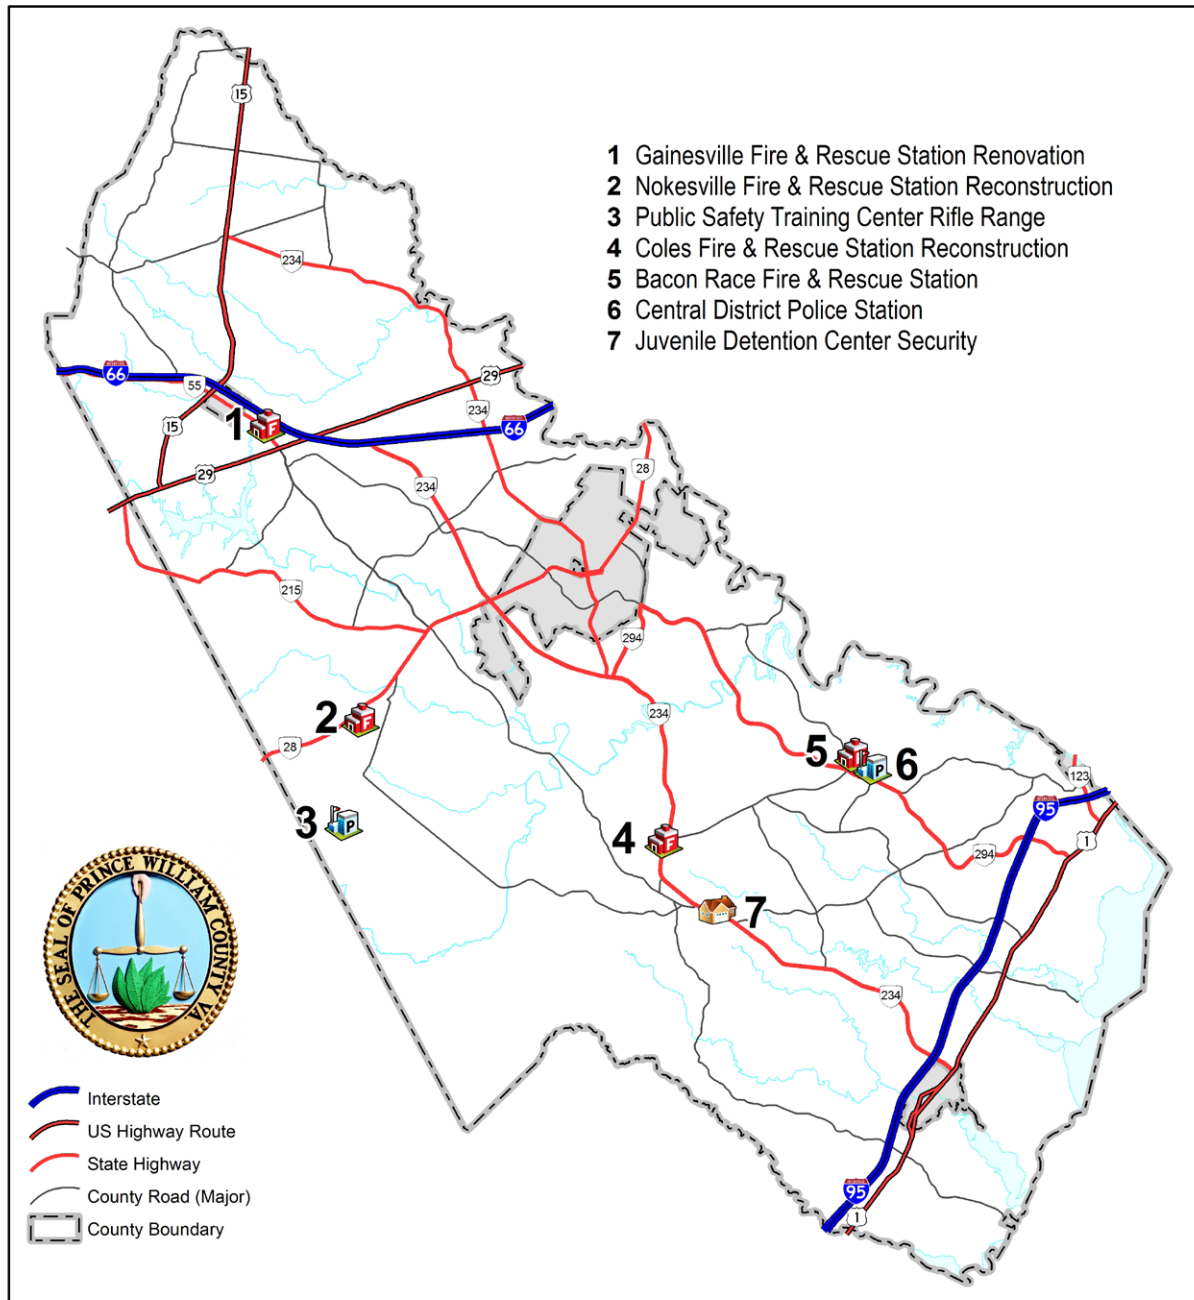 15
1 Gainesville Fire & Rescue Station Renovation
2 Nokesville Fire & Rescue Station Reconstruction
3 Public Safety Training Center Rifle Range
4 Coles Fire & Rescue Station Reconstruction
5 Bacon Race Fire & Rescue Station
6 Central District Police Station
7 Juvenile Detention Center Security
234
66
55
29
234
1
F
15
66
28
29
234
215
294
2
F
234
28
5
P
6
123
95
3
P
4
F
1
294
7
THE SEAL OF PRINCE WILLIAM COUNTY VA.
234
Interstate
US Highway Route
State Highway
County Road (Major)
County Boundary
95
1